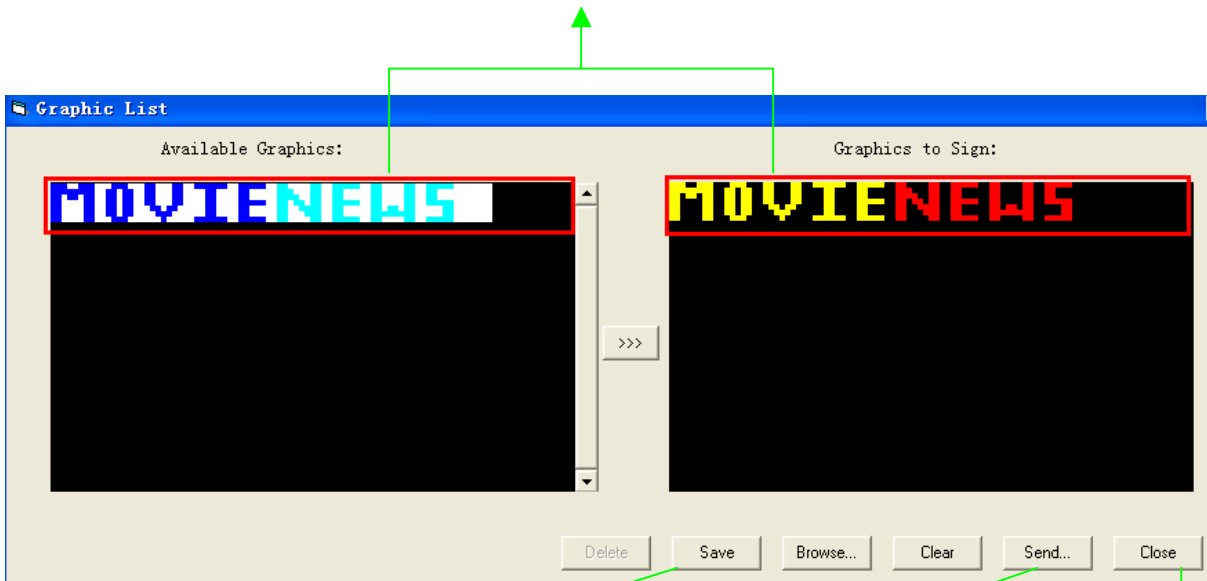 Graphic List
Available Graphics:
Graphics to Sign:
MOVIENEWS
MOVIENEWS
>>>
Delete Save Browse... Clear Send... Close